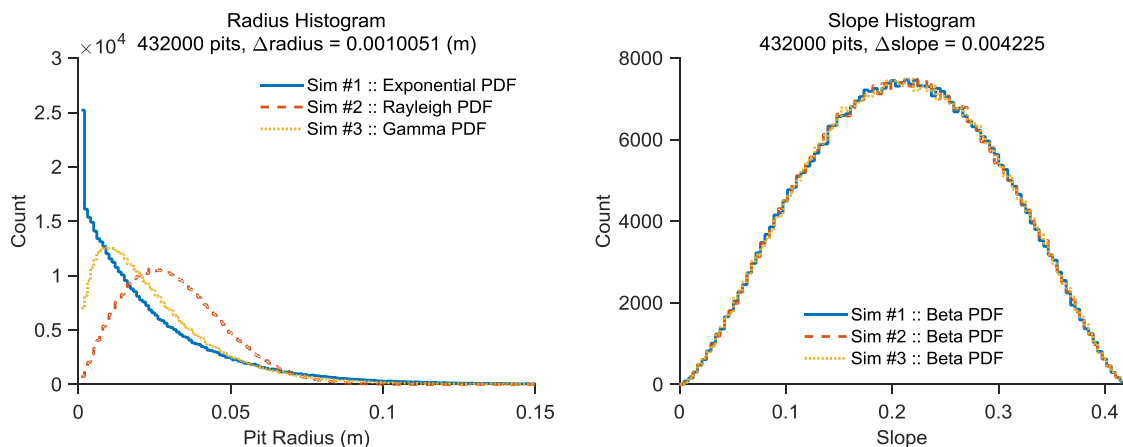 Radius Histogram
432000 pits, Δradius = 0.0010051 (m)
×10^4
3
2.5
2
1.5
1
0.5
0
Count
Sim #1 :: Exponential PDF
Sim #2 :: Rayleigh PDF
Sim #3 :: Gamma PDF
0
0.05
0.1
0.15
Pit Radius (m)
Slope Histogram
432000 pits, Δslope = 0.004225
8000
6000
4000
2000
0
Count
Sim #1 :: Beta PDF
Sim #2 :: Beta PDF
Sim #3 :: Beta PDF
0
0.1
0.2
0.3
0.4
Slope